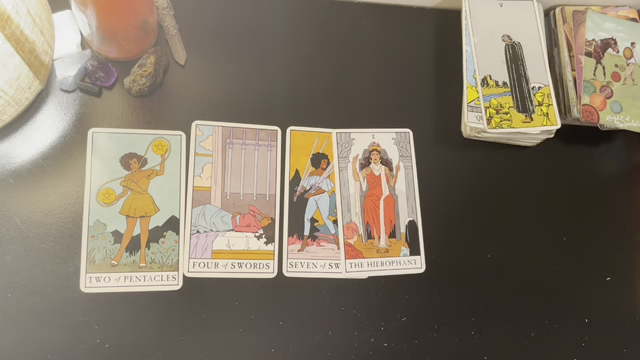 TWO of PENTACLES
FOUR of SWORDS
SEVEN of SW
V
THE HIEROPHANT
V